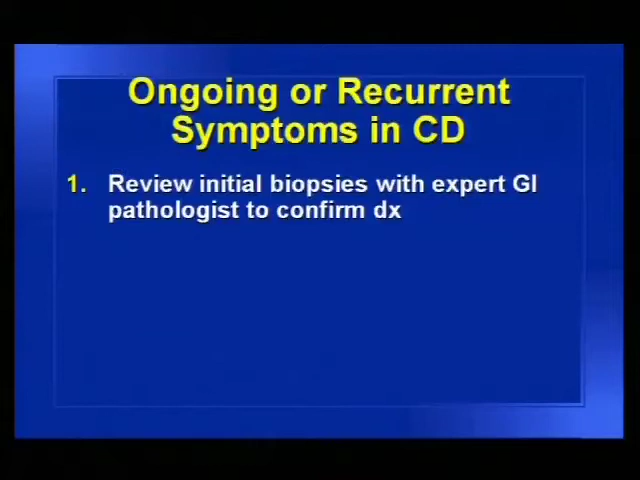 Ongoing or Recurrent
Symptoms in CD
1. Review initial biopsies with expert GI
pathologist to confirm dx